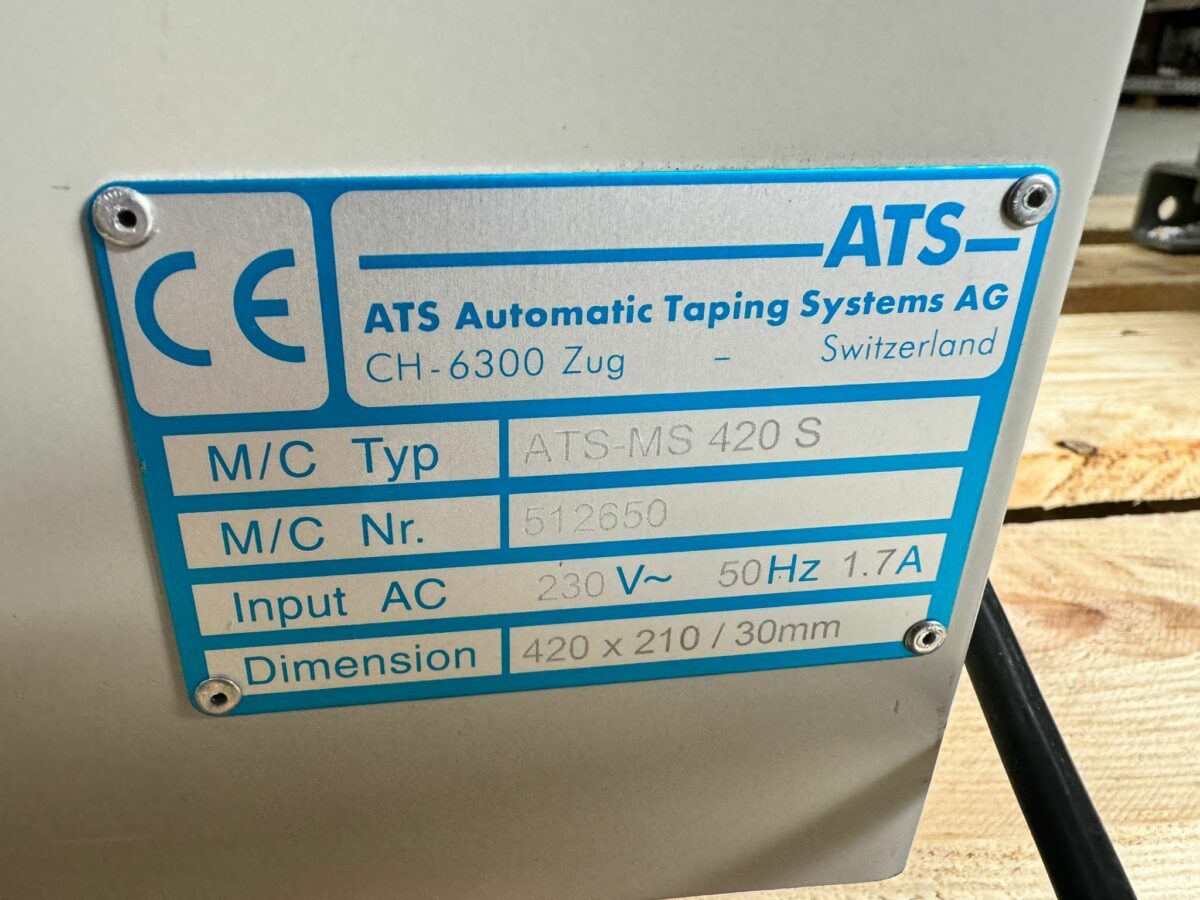 CE
ATS
ATS Automatic Taping Systems AG
CH-6300 Zug - Switzerland
M/C Typ ATS-MS 420 S
M/C Nr. 512650
Input AC 230 V~ 50Hz 1.7A
Dimension 420 x 210 / 30mm